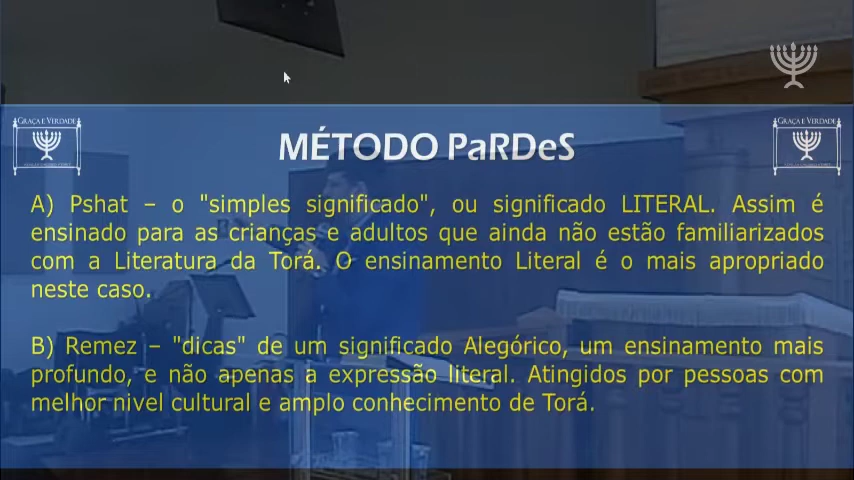 GRAÇA E VERDADE
GRAÇA E VERDADE
MÉTODO PaRDeS
A) Pshat – o "simples significado", ou significado LITERAL. Assim é
ensinado para as crianças e adultos que ainda não estão familiarizados
com a Literatura da Torá. O ensinamento Literal é o mais apropriado
neste caso.
B) Remez – "dicas" de um significado Alegórico, um ensinamento mais
profundo, e não apenas a expressão literal. Atingidos por pessoas com
melhor nivel cultural e amplo conhecimento de Torá.